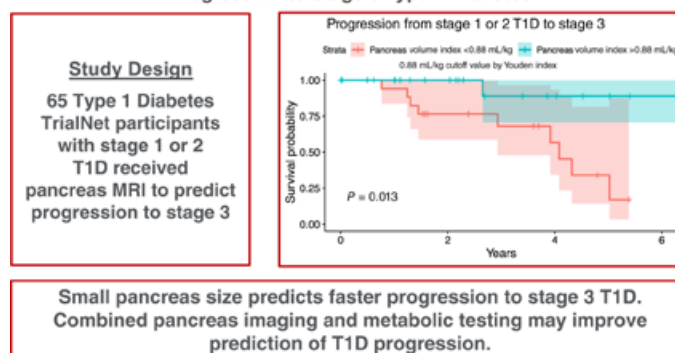 Study Design
65 Type 1 Diabetes
TrialNet participants
with stage 1 or 2
T1D received
pancreas MRI to predict
progression to stage 3
Progression from stage 1 or 2 T1D to stage 3
Strata Pancreas volume index <0.88 mL/kg Pancreas volume index >0.88 mL/kg
0.88 mL/kg cutoff value by Youden index
Survival probability
1.00
0.75
0.50
0.25
0.00
P = 0.013
0 2 4 6
Years
Small pancreas size predicts faster progression to stage 3 T1D.
Combined pancreas imaging and metabolic testing may improve
prediction of T1D progression.